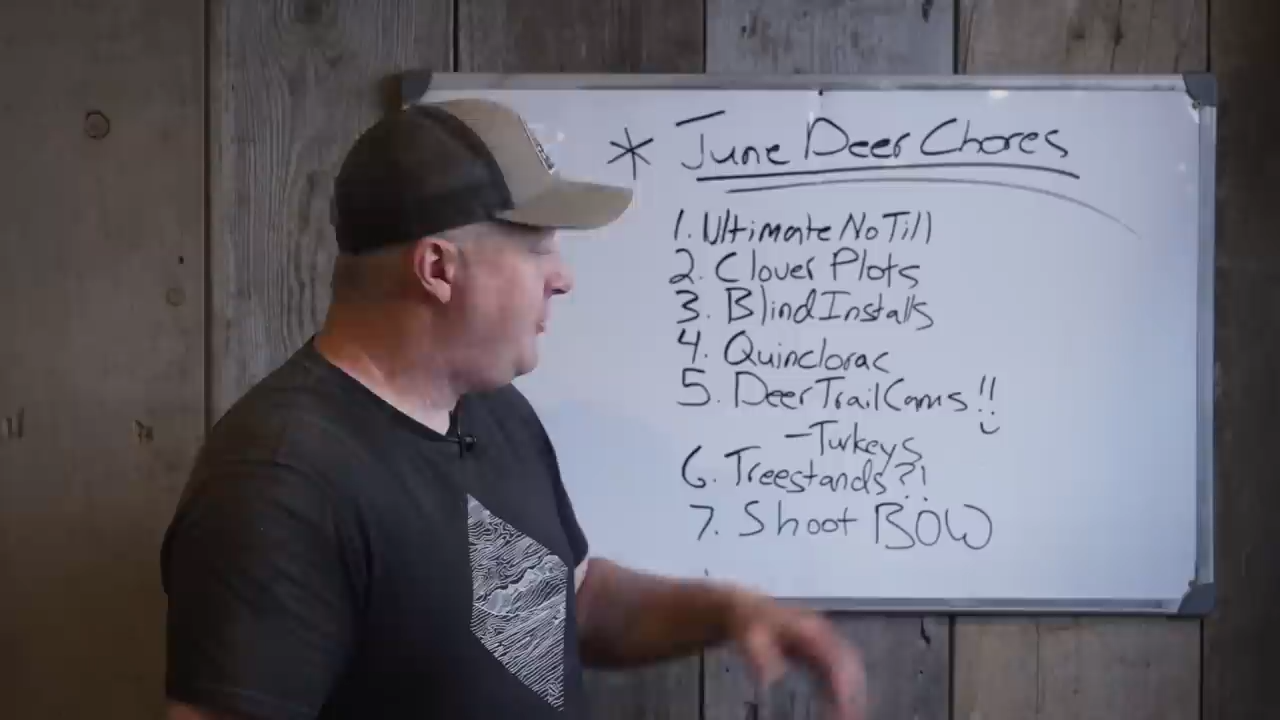 * June Deer Chores
1. Ultimate No Till
2. Clover Plots
3. Blind Installs
4. Quinclorac
5. Deer Trail Cams!!
- Turkeys
6. Treestands?!
7. Shoot BOW